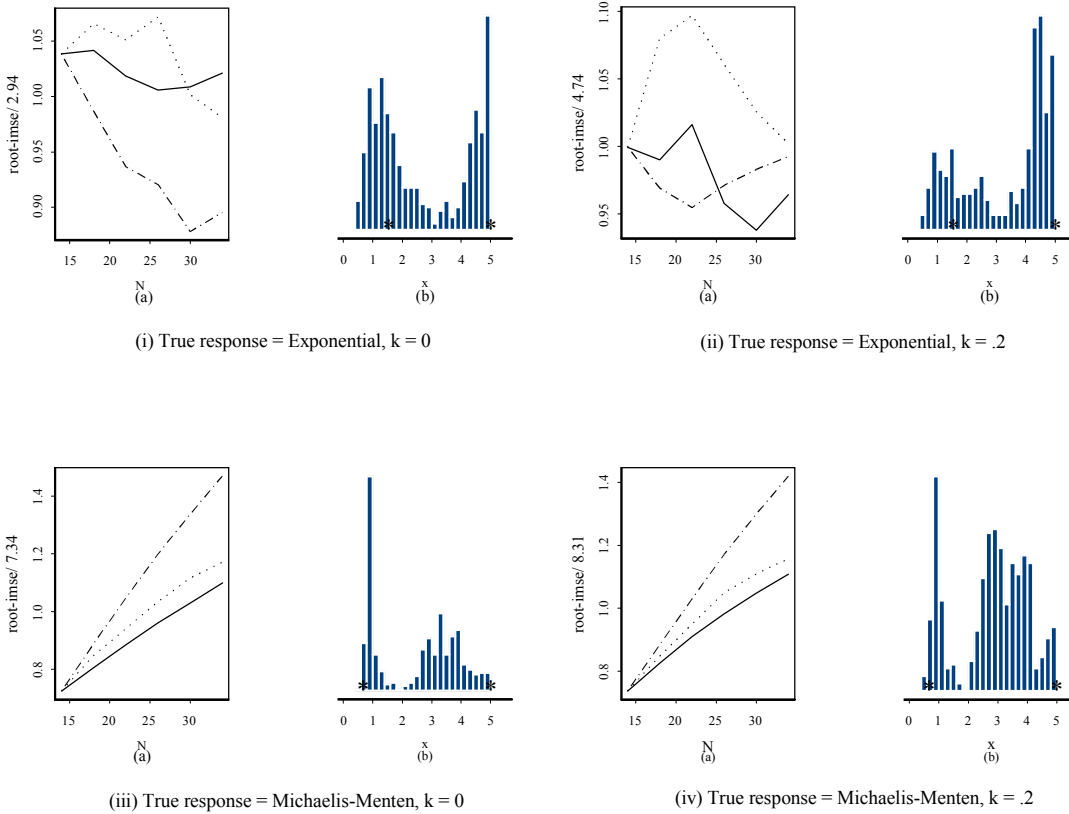 root-imse/ 2.94
1.05
1.00
0.95
0.90
15 20 25 30
N
(a)
* *
0 1 2 3 4 5
x
(b)
(i) True response = Exponential, k = 0
root-imse/ 4.74
1.10
1.05
1.00
0.95
15 20 25 30
N
(a)
* *
0 1 2 3 4 5
x
(b)
(ii) True response = Exponential, k = .2
root-imse/ 7.34
1.4
1.2
1.0
0.8
15 20 25 30
N
(a)
* *
0 1 2 3 4 5
x
(b)
(iii) True response = Michaelis-Menten, k = 0
root-imse/ 8.31
1.4
1.2
1.0
0.8
15 20 25 30
N
(a)
* *
0 1 2 3 4 5
x
(b)
(iv) True response = Michaelis-Menten, k = .2